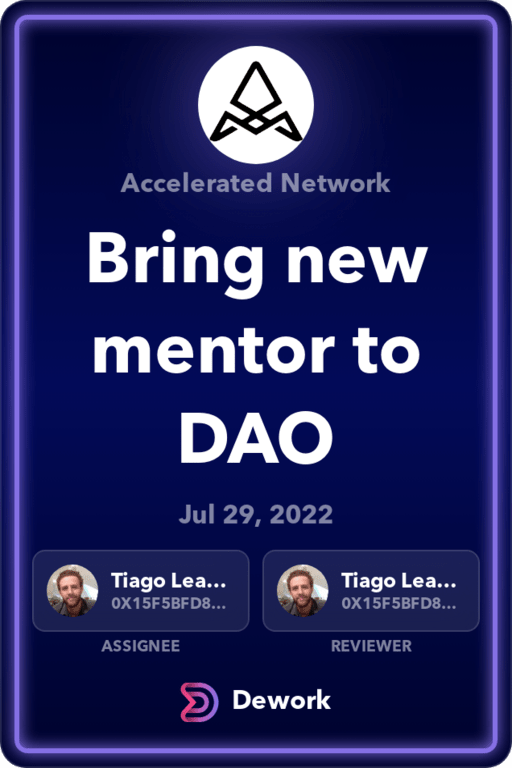 Accelerated Network
Bring new
mentor to
DAO
Jul 29, 2022
Tiago Lea...
0X15F5BFD8...
ASSIGNEE
Tiago Lea...
0X15F5BFD8...
REVIEWER
Dework